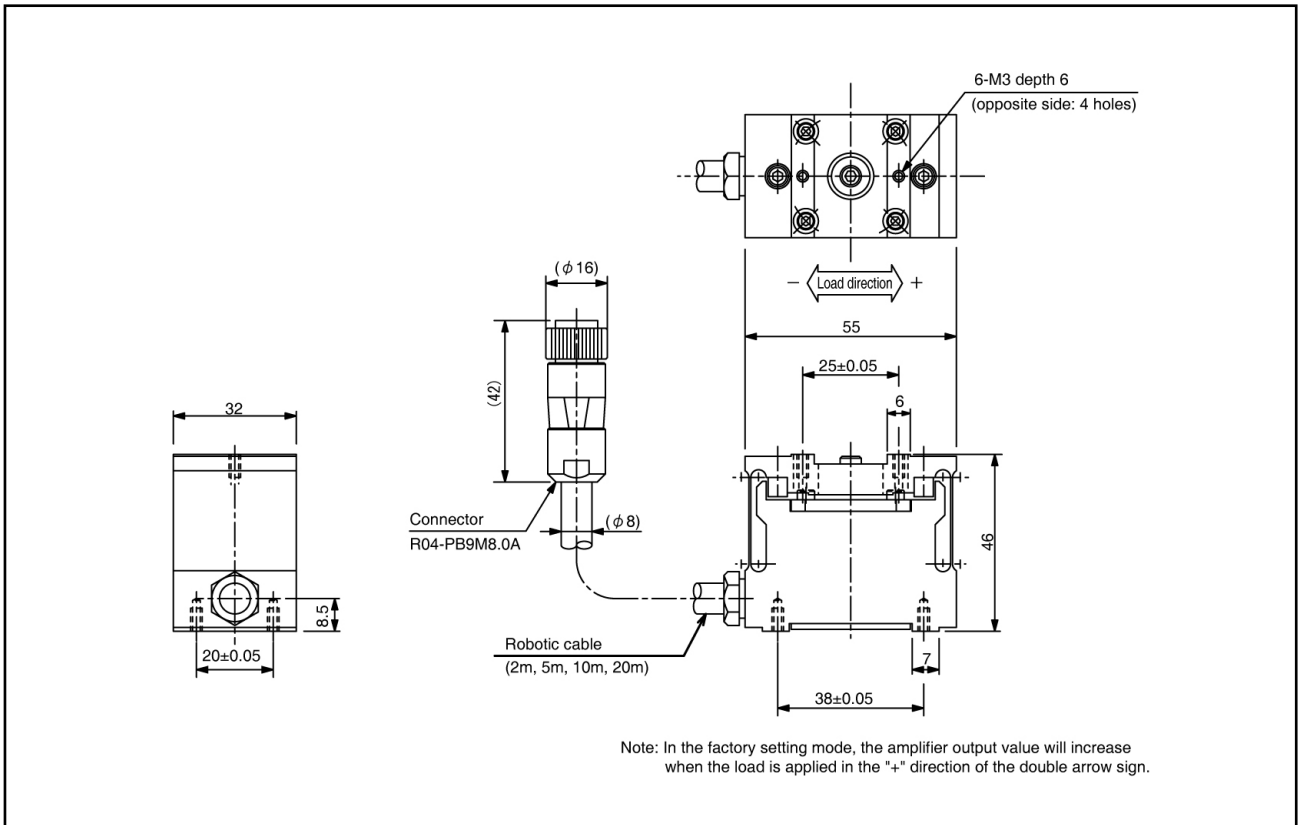 6-M3 depth 6
(opposite side: 4 holes)
(ϕ16)
− Load direction +
55
25±0.05
6
(42)
32
Connector
R04-PB9M8.0A
(ϕ8)
46
8.5
20±0.05
Robotic cable
(2m, 5m, 10m, 20m)
7
38±0.05
Note: In the factory setting mode, the amplifier output value will increase
when the load is applied in the "+" direction of the double arrow sign.